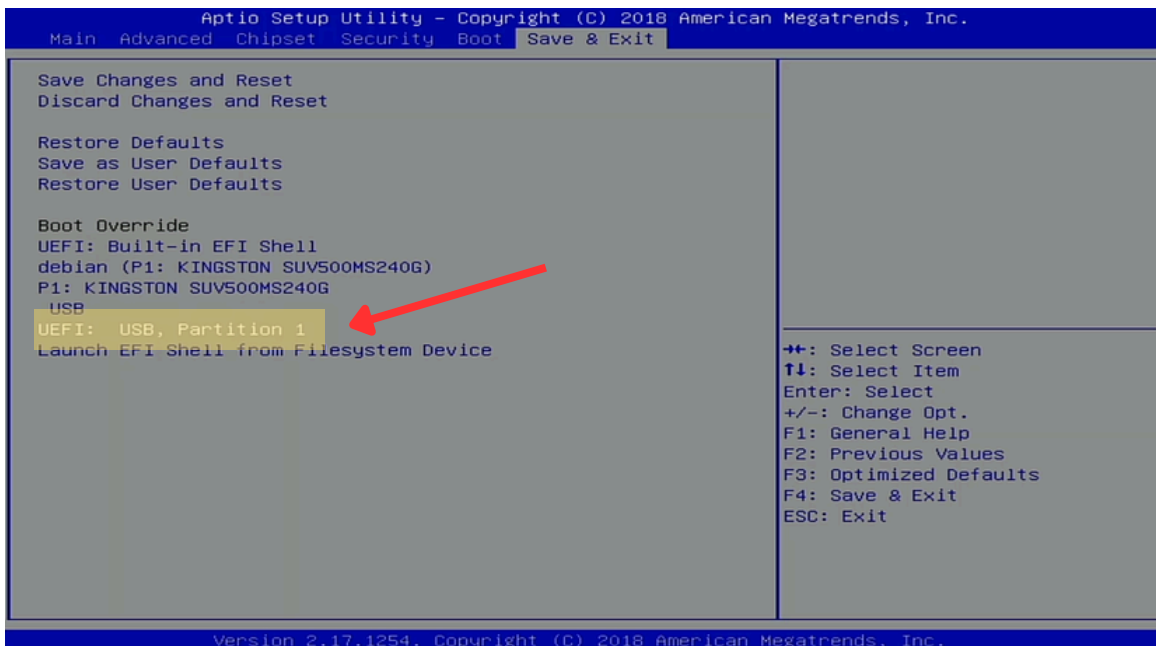 Aptio Setup Utility – Copyright (C) 2018 American Megatrends, Inc.
Main Advanced Chipset Security Boot Save & Exit
Save Changes and Reset
Discard Changes and Reset
Restore Defaults
Save as User Defaults
Restore User Defaults
Boot Override
UEFI: Built-in EFI Shell
debian (P1: KINGSTON SUV500MS240G)
P1: KINGSTON SUV500MS240G
USB
UEFI: USB, Partition 1
Launch EFI Shell from Filesystem Device
→←: Select Screen
↑↓: Select Item
Enter: Select
+/-: Change Opt.
F1: General Help
F2: Previous Values
F3: Optimized Defaults
F4: Save & Exit
ESC: Exit
Version 2.17.1254. Copyright (C) 2018 American Megatrends, Inc.